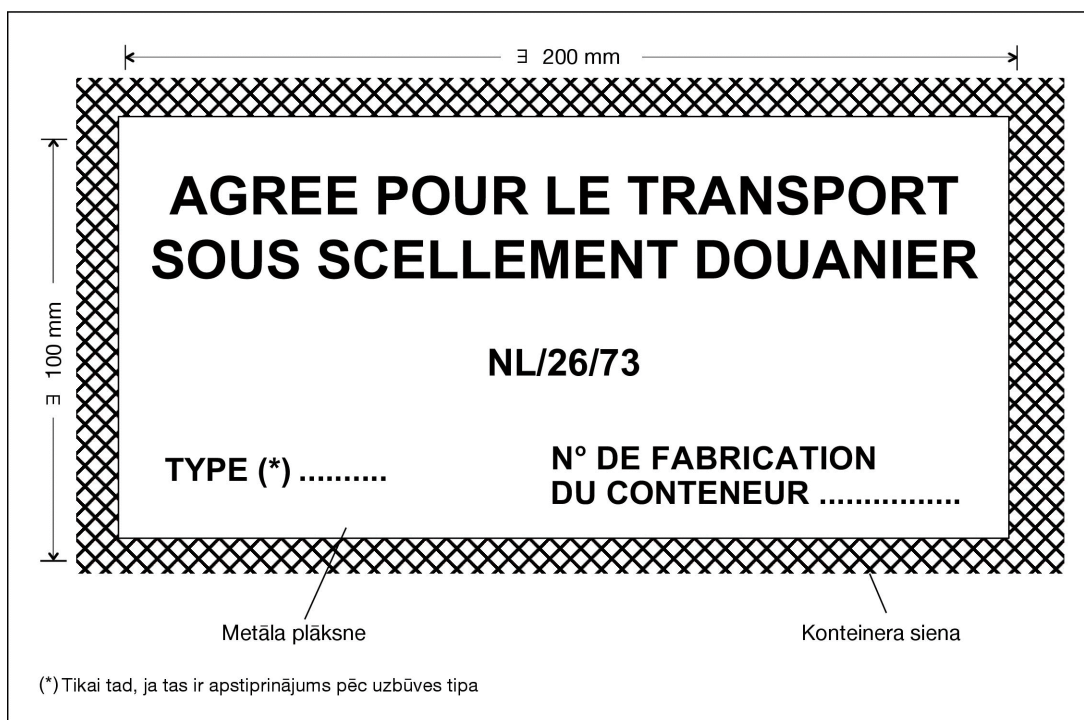 ∃ 200 mm
∃ 100 mm
AGREE POUR LE TRANSPORT
SOUS SCELLEMENT DOUANIER
NL/26/73
TYPE (*) ..........
N° DE FABRICATION
DU CONTENEUR ................
Metāla plāksne
Konteinera siena
(*) Tikai tad, ja tas ir apstiprinājums pēc uzbūves tipa